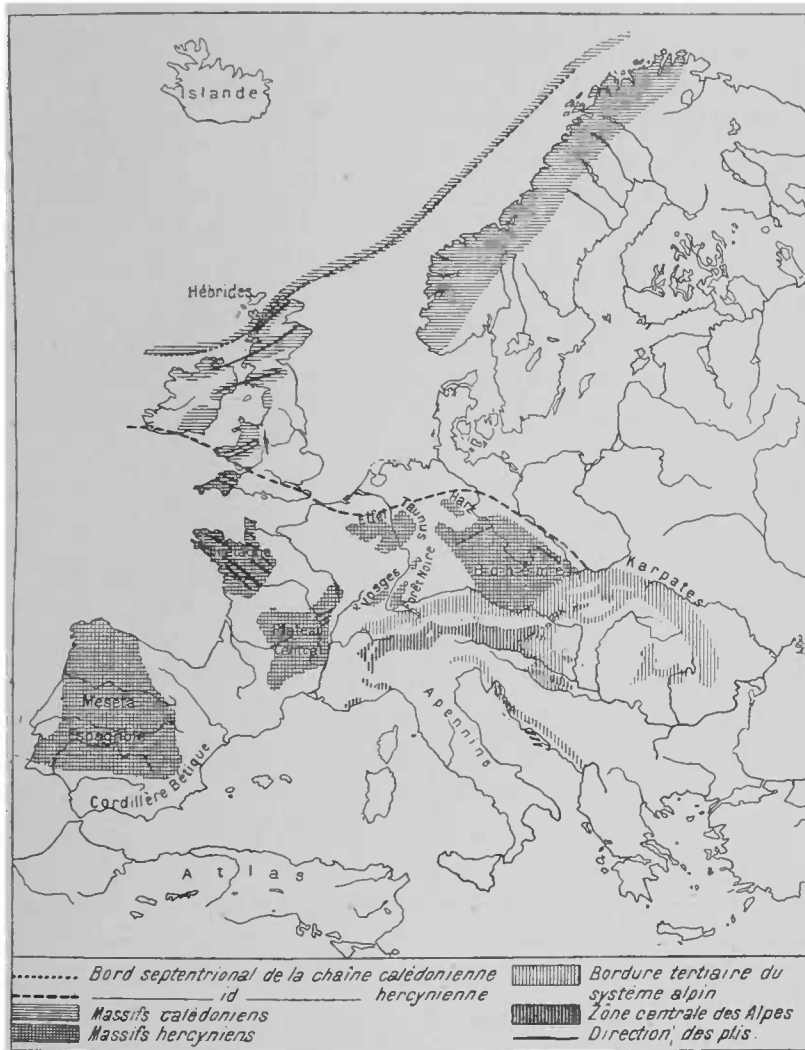 Islande
Hébrides
Harz
Eifel
Taunus
Bretagne
Bohême
Karpates
Vosges
Forêt Noire
Plateau
Central
Meseta
Espagnole
Apennins
Cordillère Bétique
Atlas
Bord septentrional de la chaîne calédonienne
id hercynienne
Massifs calédoniens
Massifs hercyniens
Bordure tertiaire du
système alpin
Zône centrale des Alpes
Direction des plis.